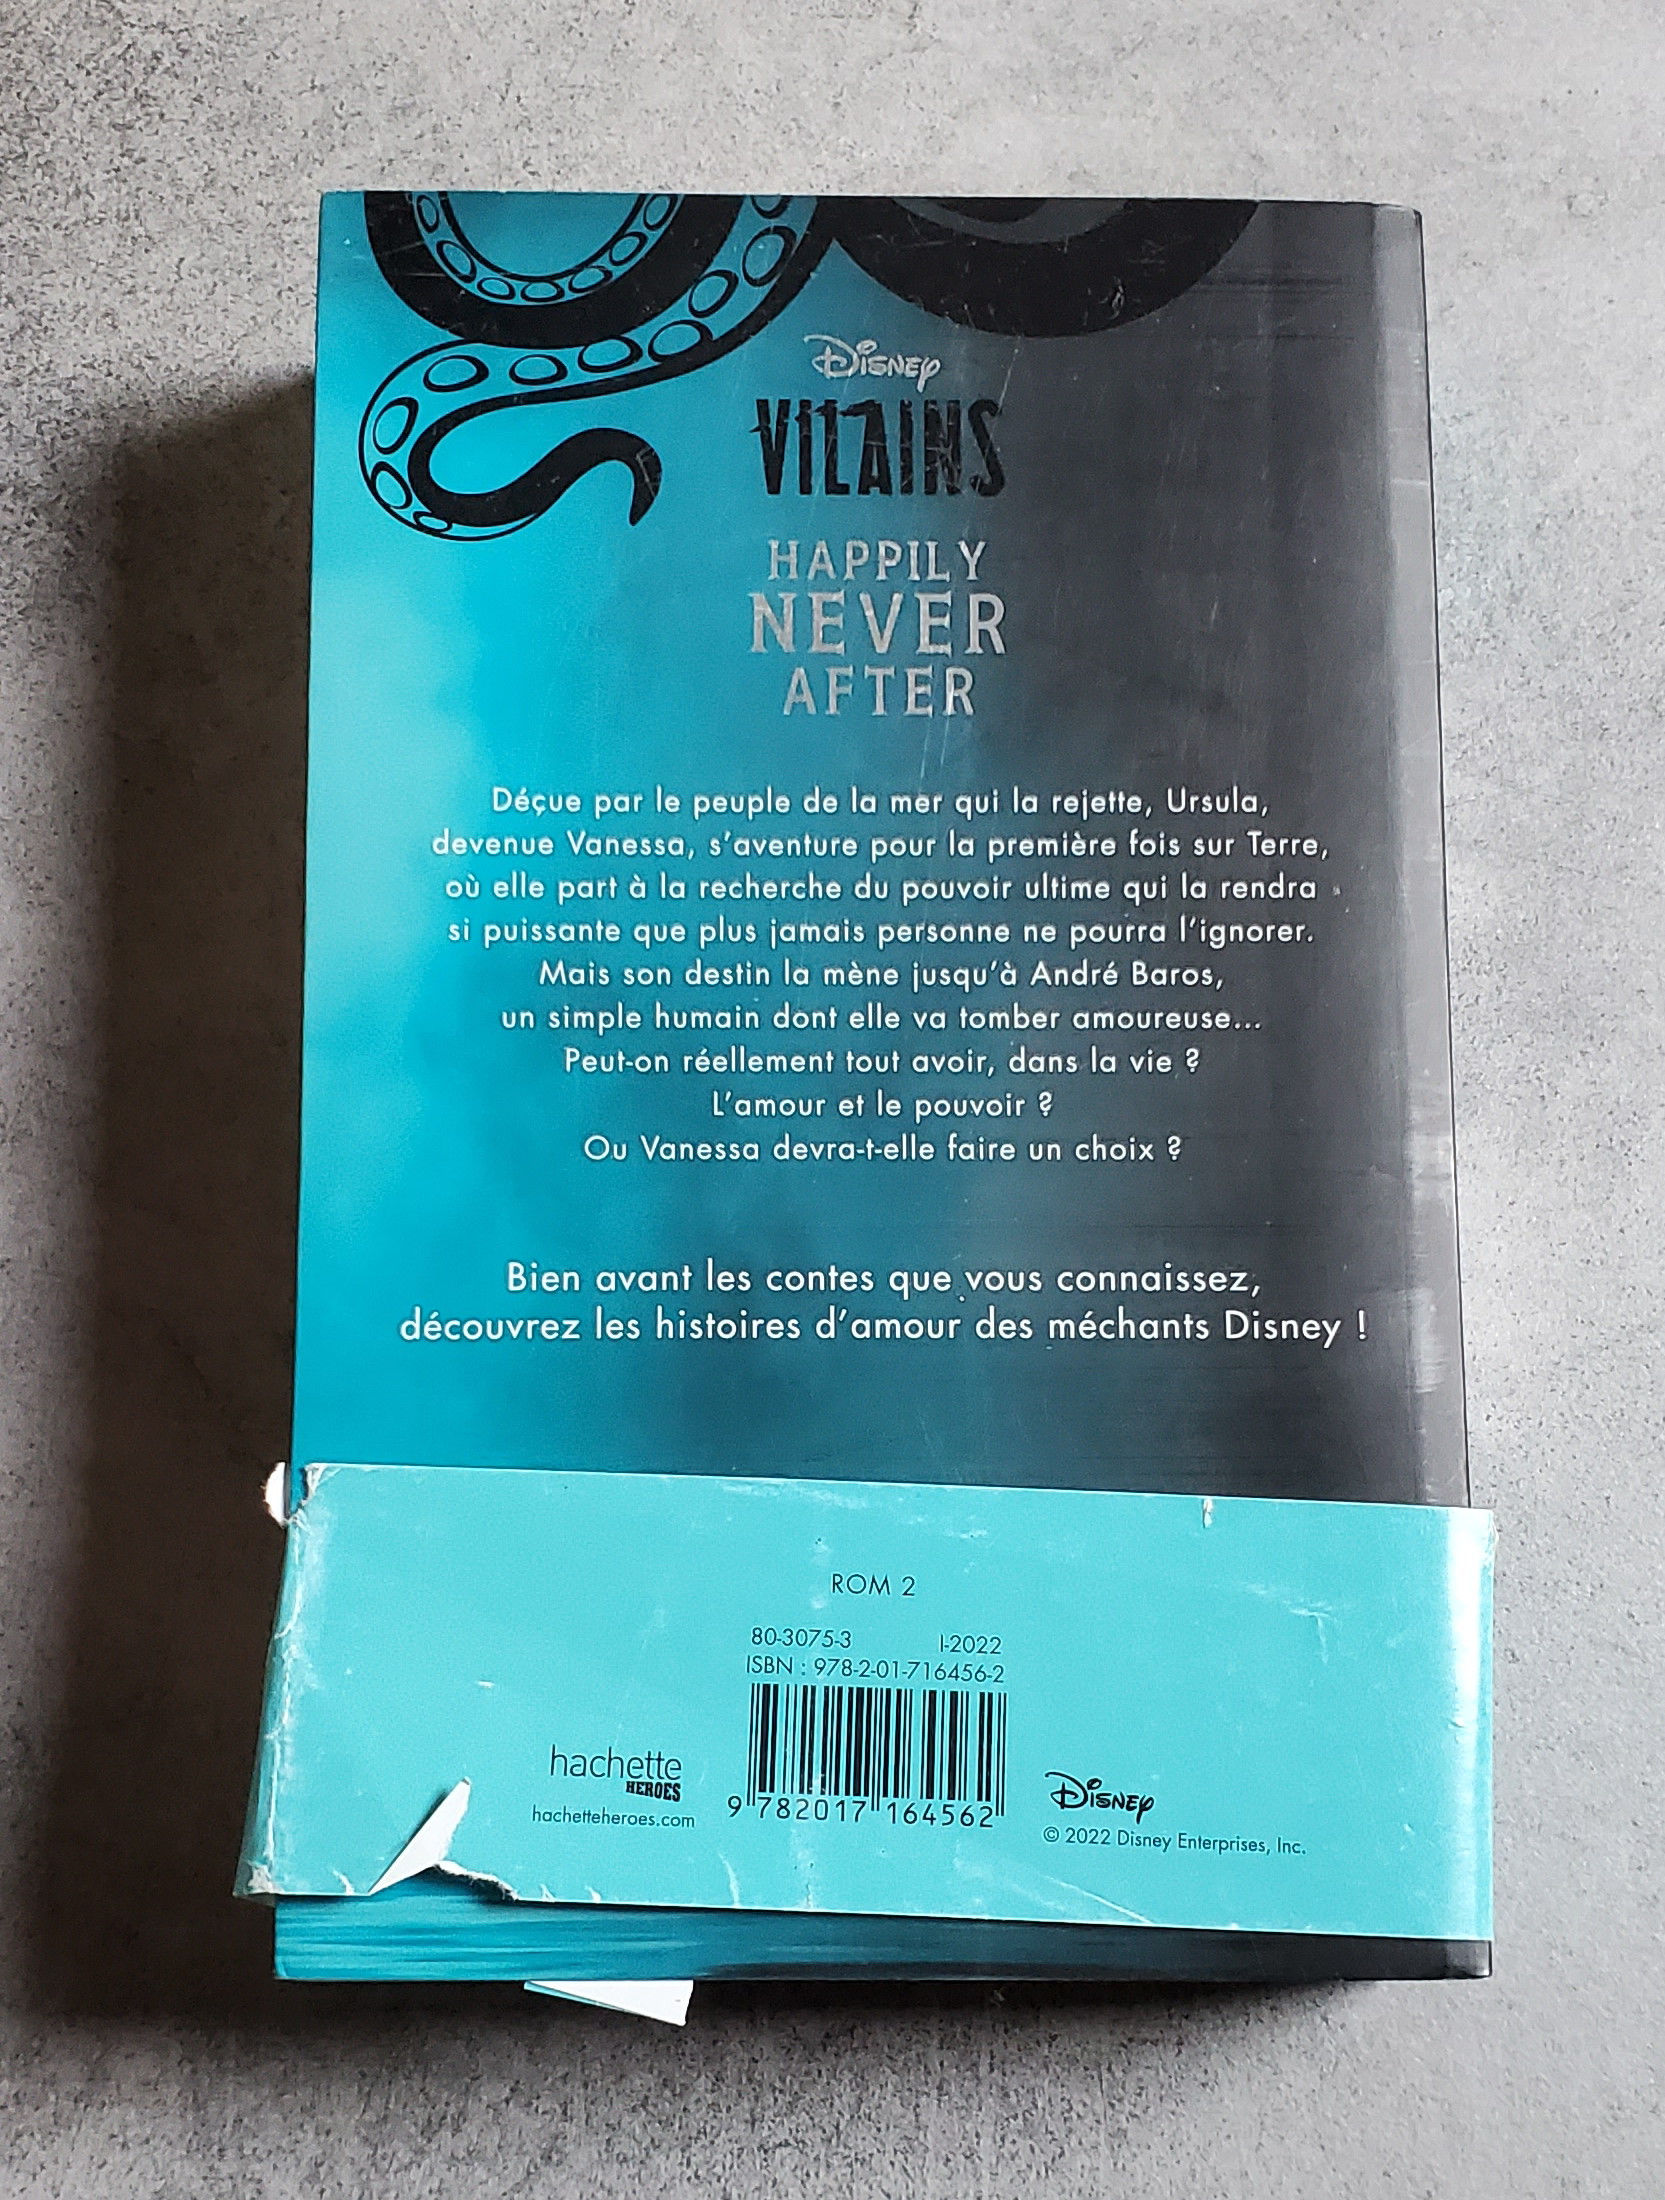 Disney
VILAINS
HAPPILY
NEVER
AFTER
Déçue par le peuple de la mer qui la rejette, Ursula,
devenue Vanessa, s'aventure pour la première fois sur Terre,
où elle part à la recherche du pouvoir ultime qui la rendra
si puissante que plus jamais personne ne pourra l'ignorer.
Mais son destin la mène jusqu'à André Baros,
un simple humain dont elle va tomber amoureuse...
Peut-on réellement tout avoir, dans la vie ?
L'amour et le pouvoir ?
Ou Vanessa devra-t-elle faire un choix ?
Bien avant les contes que vous connaissez,
découvrez les histoires d'amour des méchants Disney !
ROM 2
80-3075-3 I-2022
ISBN : 978-2-01-716456-2
9 782017 164562
hachette
HEROES
hachetteheroes.com
Disney
© 2022 Disney Enterprises, Inc.